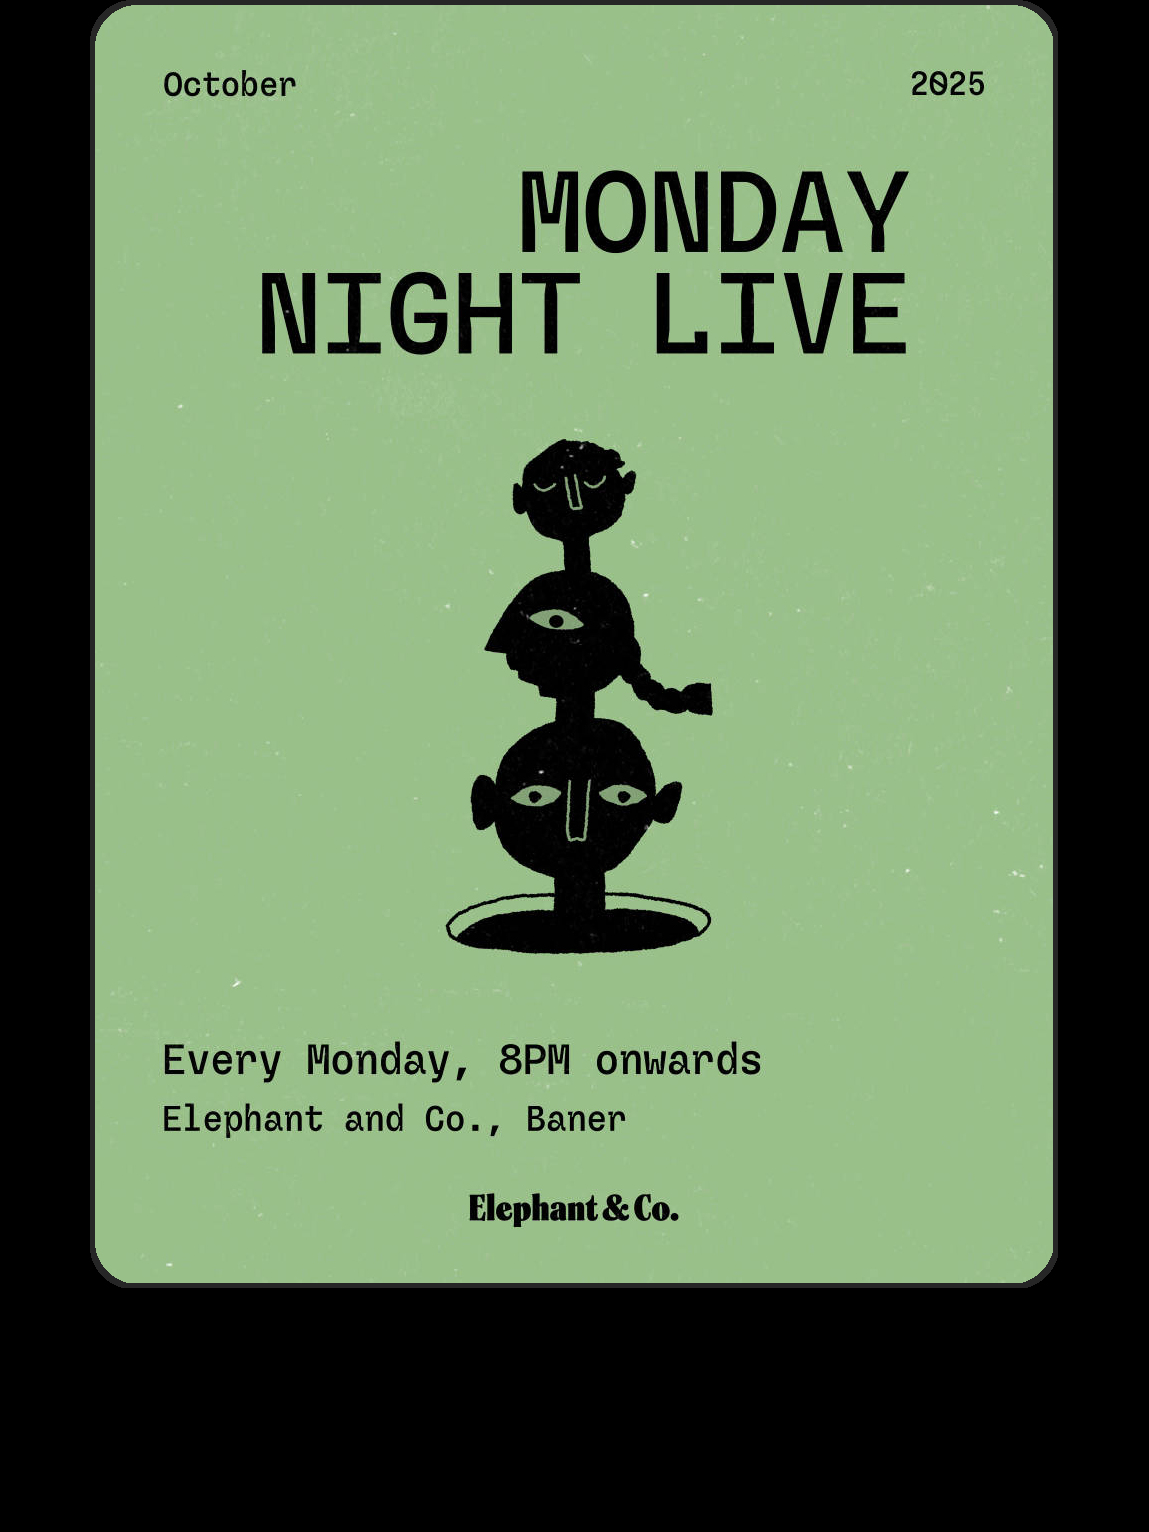 October
2025
MONDAY
NIGHT LIVE
Every Monday, 8PM onwards
Elephant and Co., Baner
Elephant & Co.